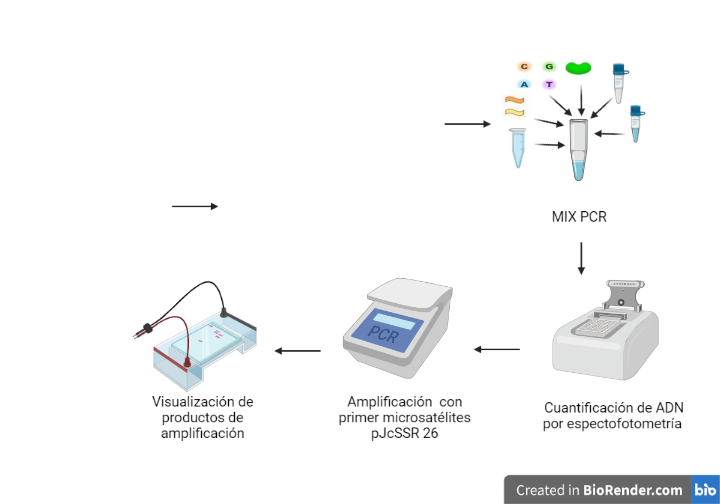 C G
A T
MIX PCR
PCR
Visualización de
productos de
amplificación
Amplificación con
primer microsatélites
pJcSSR 26
Cuantificación de ADN
por espectofotometría
Created in BioRender.com bio